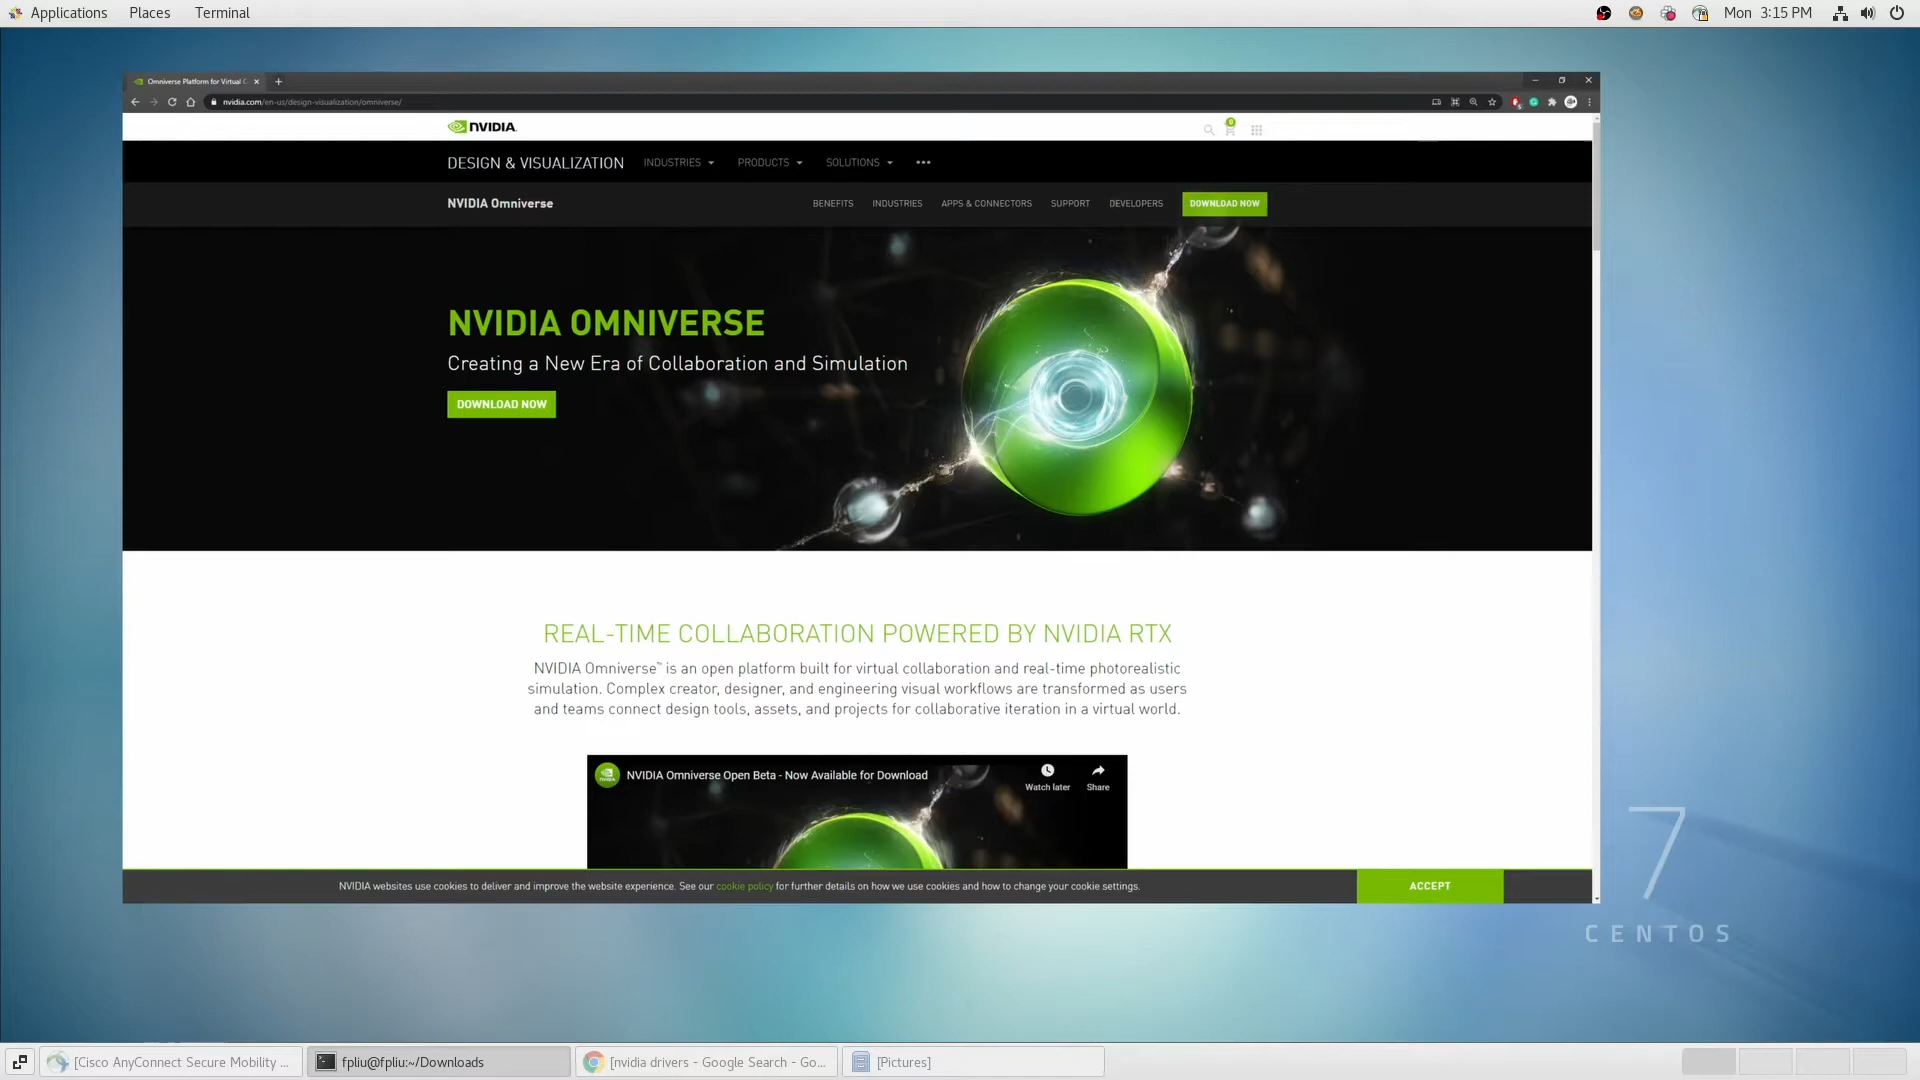 Applications Places Terminal
Mon 3:15 PM
Omniverse Platform for Virtual C
nvidia.com/en-us/design-visualization/omniverse/
NVIDIA.
0
DESIGN & VISUALIZATION INDUSTRIES PRODUCTS SOLUTIONS
NVIDIA Omniverse BENEFITS INDUSTRIES APPS & CONNECTORS SUPPORT DEVELOPERS DOWNLOAD NOW
NVIDIA OMNIVERSE
Creating a New Era of Collaboration and Simulation
DOWNLOAD NOW
REAL-TIME COLLABORATION POWERED BY NVIDIA RTX
NVIDIA Omniverse™ is an open platform built for virtual collaboration and real-time photorealistic
simulation. Complex creator, designer, and engineering visual workflows are transformed as users
and teams connect design tools, assets, and projects for collaborative iteration in a virtual world.
NVIDIA Omniverse Open Beta - Now Available for Download
Watch later Share
NVIDIA websites use cookies to deliver and improve the website experience. See our cookie policy for further details on how we use cookies and how to change your cookie settings.
ACCEPT
7
CENTOS
[Cisco AnyConnect Secure Mobility ... fpliu@fpliu:~/Downloads [nvidia drivers - Google Search - Go... [Pictures]